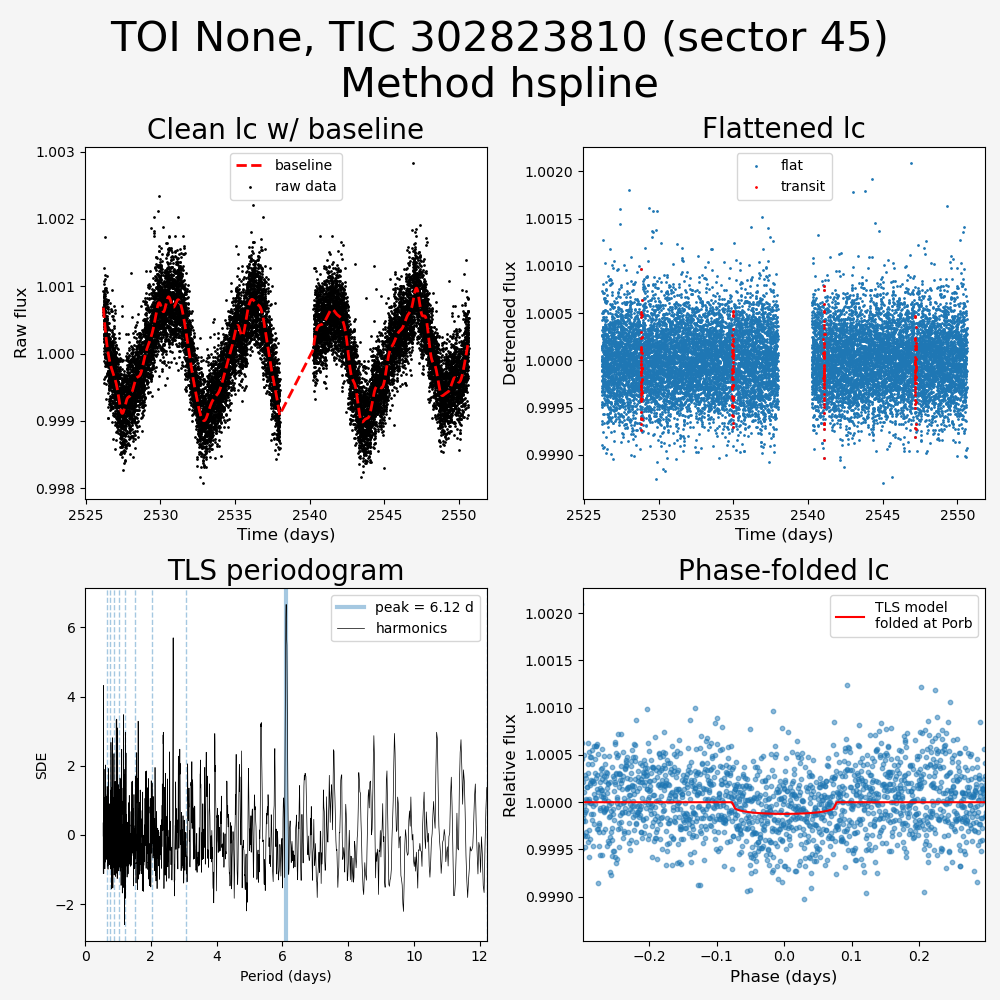 TOI None, TIC 302823810 (sector 45)
Method hspline
Clean lc w/ baseline
Flattened lc
baseline
raw data
flat
transit
1.003
1.002
1.001
1.000
0.999
0.998
Raw flux
2525 2530 2535 2540 2545 2550
Time (days)
1.0020
1.0015
1.0010
1.0005
1.0000
0.9995
0.9990
Detrended flux
2525 2530 2535 2540 2545 2550
Time (days)
TLS periodogram
Phase-folded lc
peak = 6.12 d
harmonics
TLS model
folded at Porb
6
4
2
0
−2
SDE
0 2 4 6 8 10 12
Period (days)
1.0020
1.0015
1.0010
1.0005
1.0000
0.9995
0.9990
Relative flux
−0.2 −0.1 0.0 0.1 0.2
Phase (days)